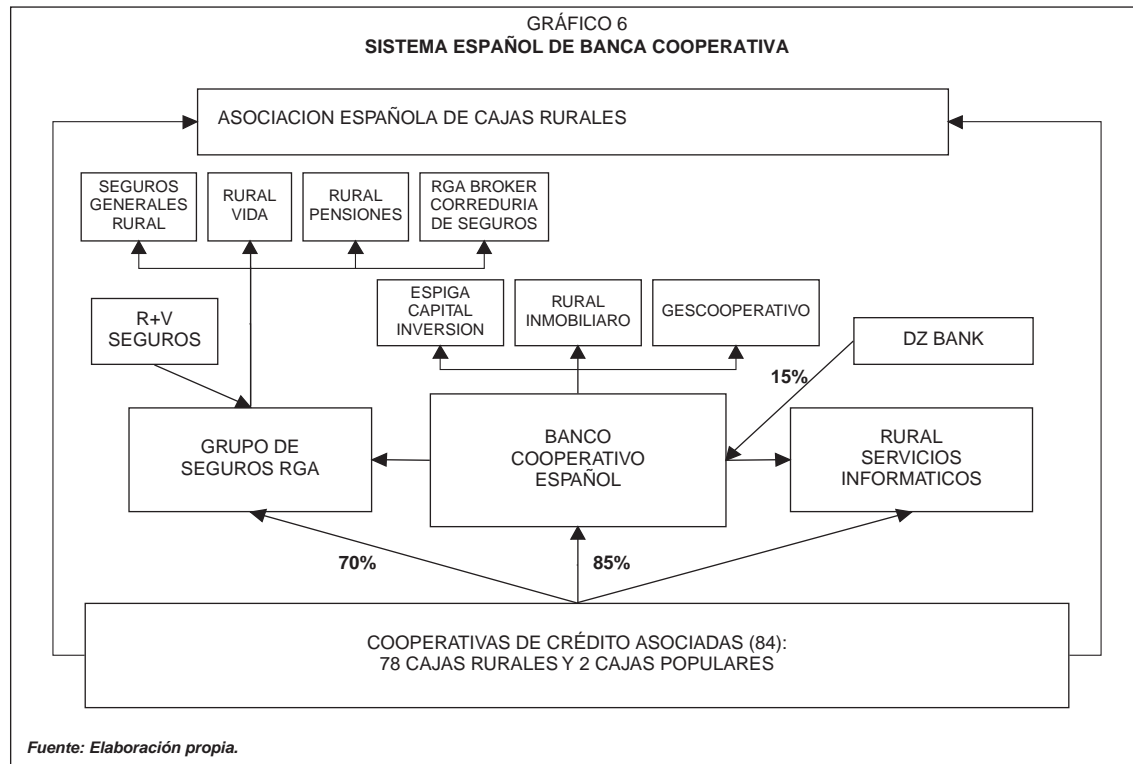 GRÁFICO 6
SISTEMA ESPAÑOL DE BANCA COOPERATIVA
ASOCIACION ESPAÑOLA DE CAJAS RURALES
SEGUROS
GENERALES
RURAL
RURAL
VIDA
RURAL
PENSIONES
RGA BROKER
CORREDURIA
DE SEGUROS
R+V
SEGUROS
ESPIGA
CAPITAL
INVERSION
RURAL
INMOBILIARO
GESCOOPERATIVO
DZ BANK
15%
GRUPO DE
SEGUROS RGA
BANCO
COOPERATIVO
ESPAÑOL
RURAL
SERVICIOS
INFORMATICOS
70%
85%
COOPERATIVAS DE CRÉDITO ASOCIADAS (84):
78 CAJAS RURALES Y 2 CAJAS POPULARES
Fuente: Elaboración propia.